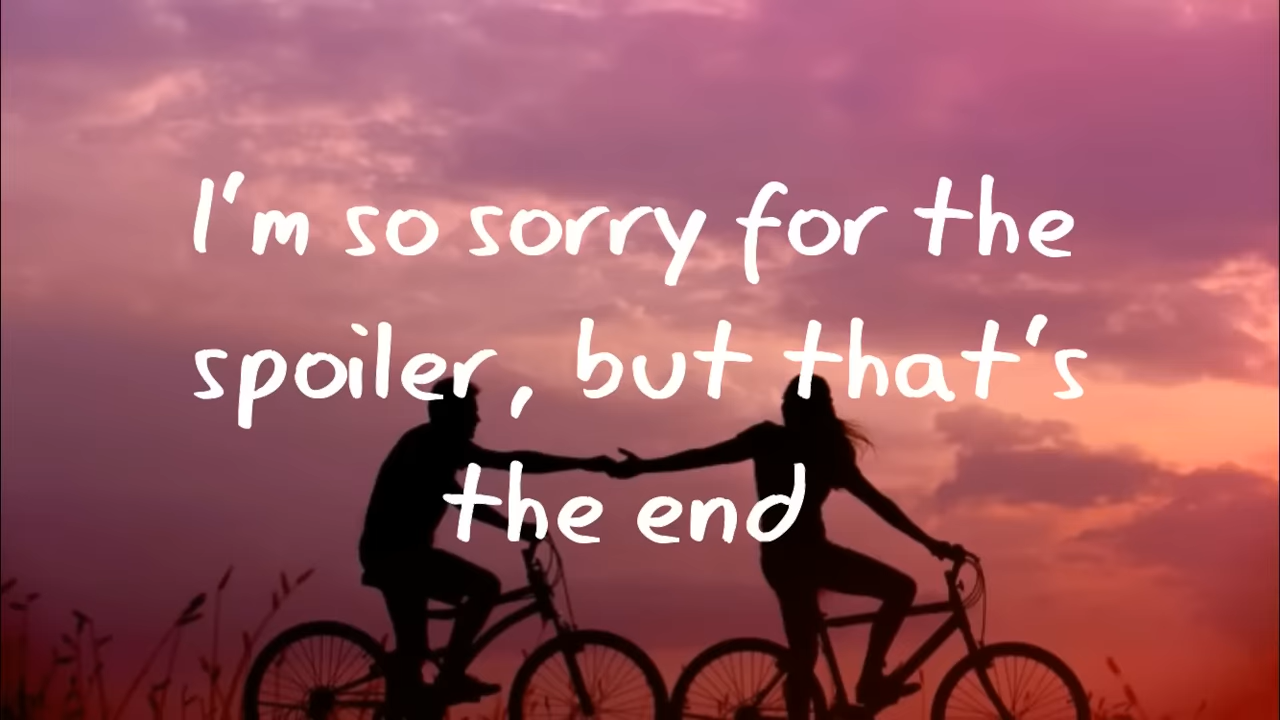 I'm so sorry for the
spoiler, but that's
the end